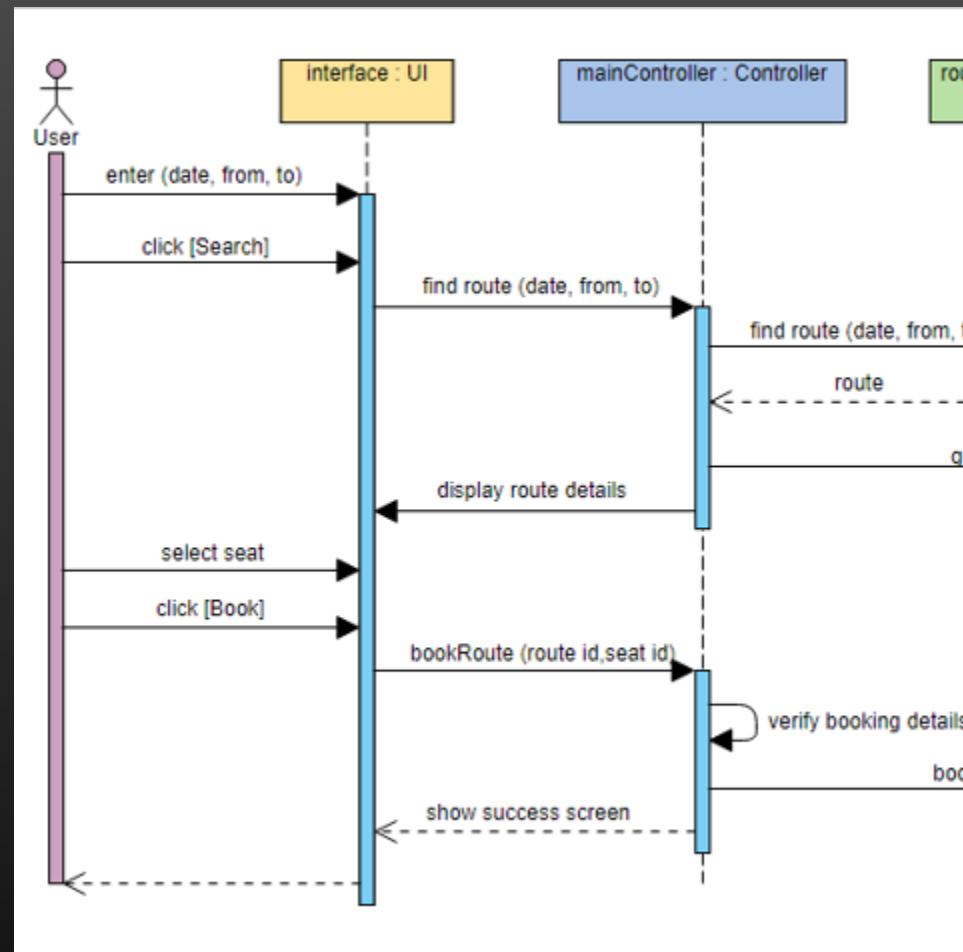 interface : UI
mainController : Controller
User
enter (date, from, to)
click [Search]
find route (date, from, to)
find route (date, from,
route
display route details
select seat
click [Book]
bookRoute (route id,seat id)
verify booking details
show success screen